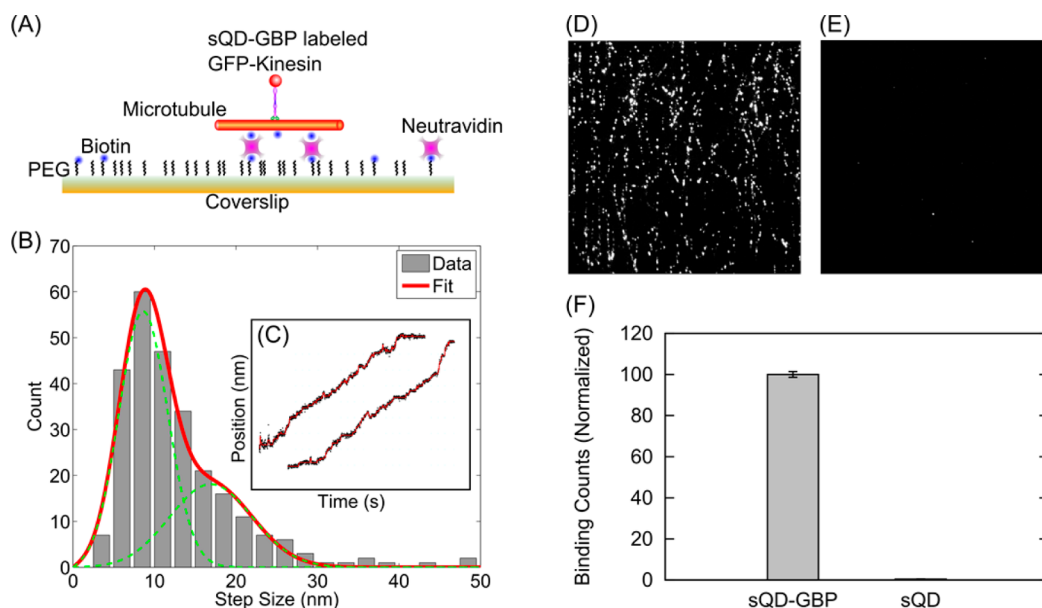 (A)
sQD-GBP labeled
GFP-Kinesin
Microtubule
Neutravidin
Biotin
PEG
Coverslip
(B)
70
60
50
40
30
20
10
0
Count
0 10 20 30 40 50
Step Size (nm)
Data
Fit
(C)
Position (nm)
Time (s)
(D)
(E)
(F)
120
100
80
60
40
20
0
Binding Counts (Normalized)
sQD-GBP sQD